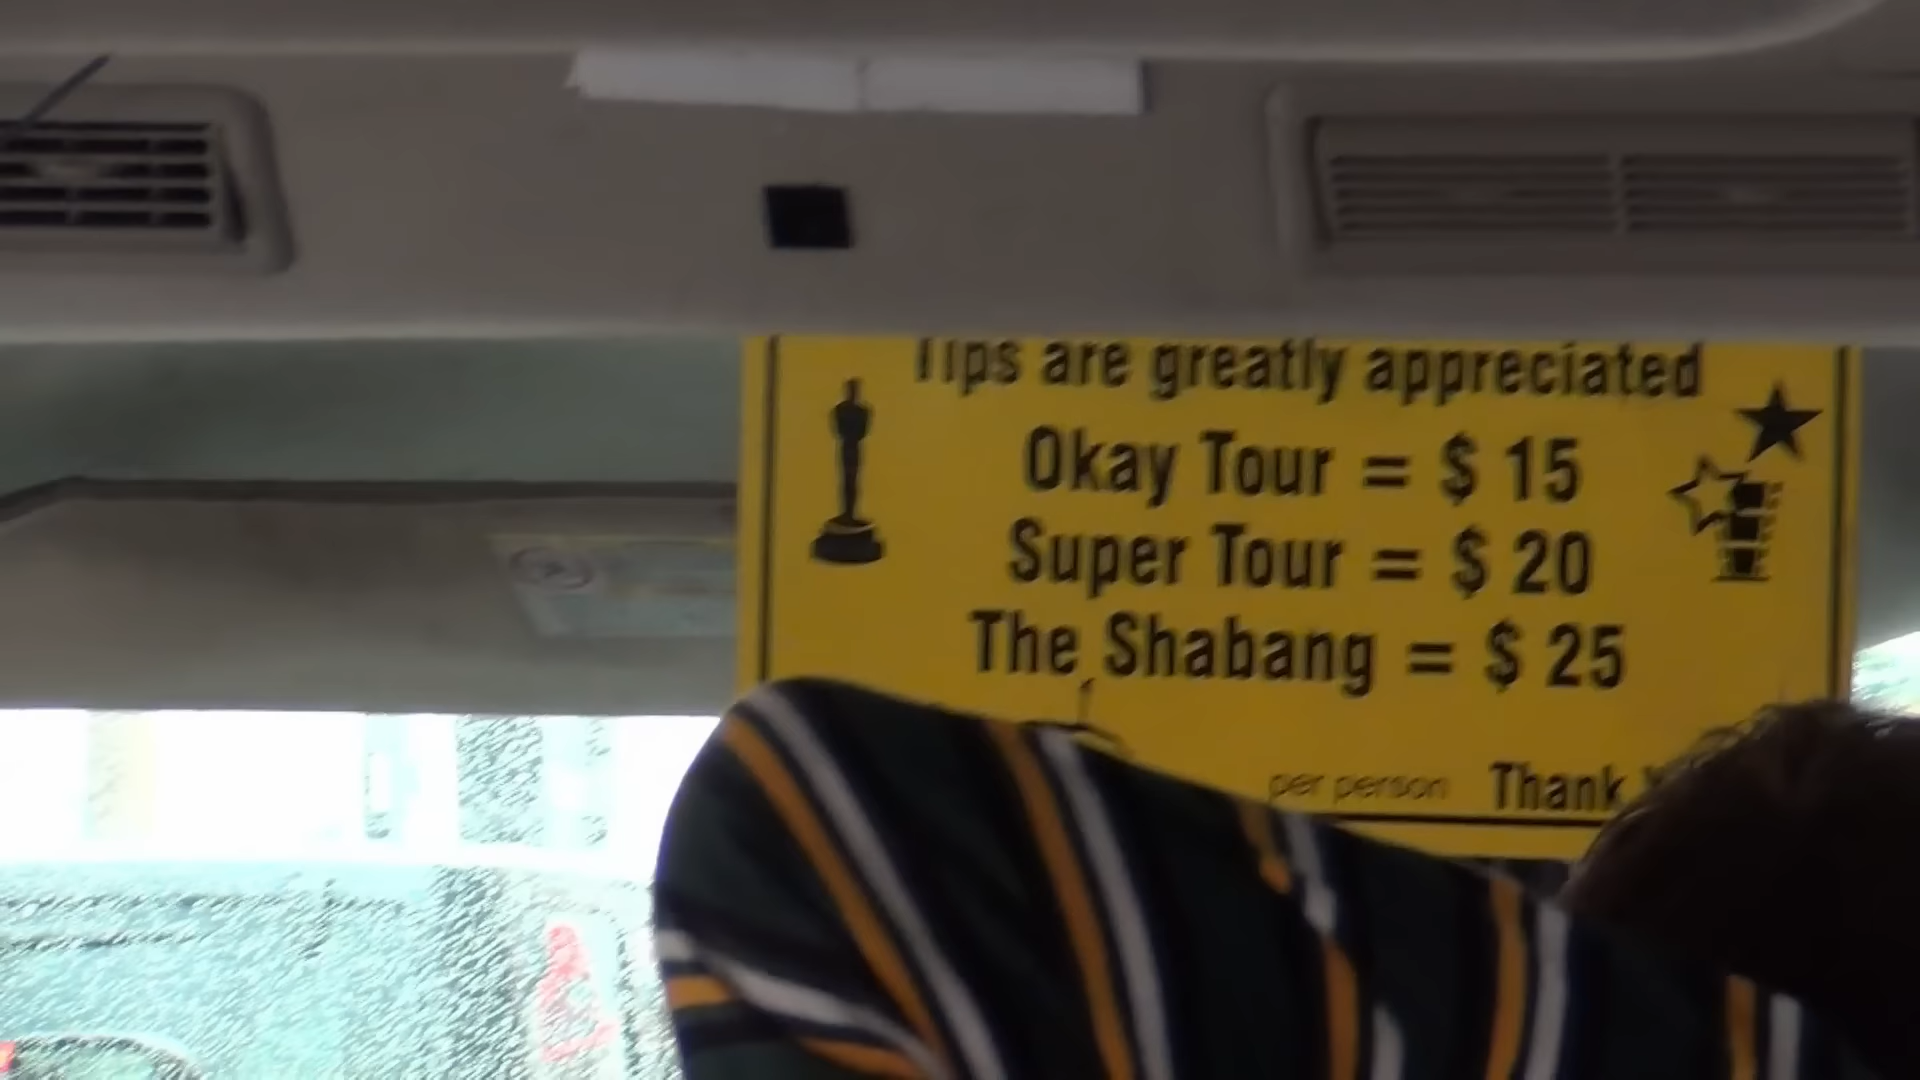 Tips are greatly appreciated
Okay Tour = $ 15
Super Tour = $ 20
The Shabang = $ 25
per person Thank